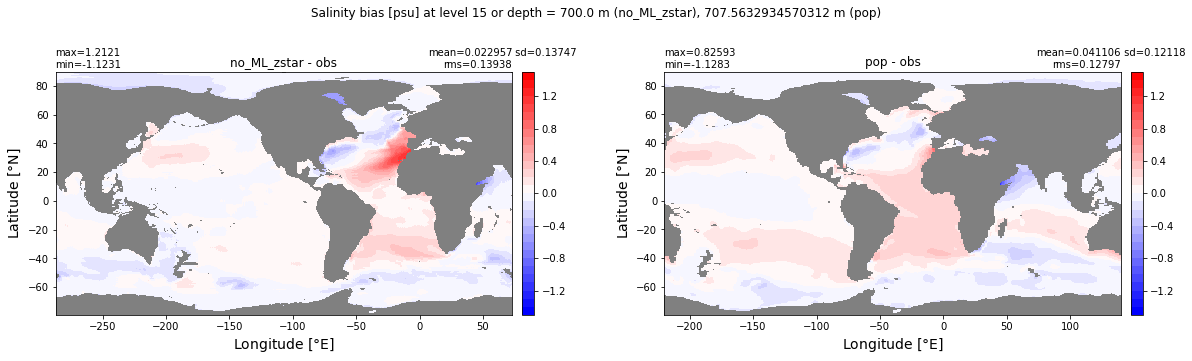 Salinity bias [psu] at level 15 or depth = 700.0 m (no_ML_zstar), 707.5632934570312 m (pop)
max=1.2121
min=-1.1231
no_ML_zstar - obs
mean=0.022957 sd=0.13747
rms=0.13938
80
60
40
20
0
−20
−40
−60
Latitude [°N]
−250
−200
−150
−100
−50
0
50
Longitude [°E]
1.2
0.8
0.4
0.0
−0.4
−0.8
−1.2
max=0.82593
min=-1.1283
pop - obs
mean=0.041106 sd=0.12118
rms=0.12797
80
60
40
20
0
−20
−40
−60
Latitude [°N]
−200
−150
−100
−50
0
50
100
Longitude [°E]
1.2
0.8
0.4
0.0
−0.4
−0.8
−1.2